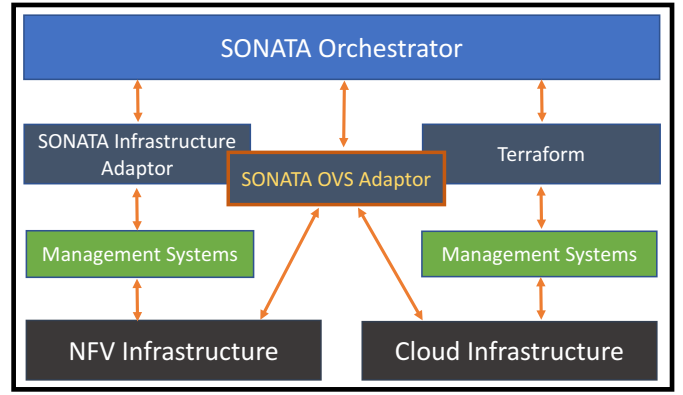 SONATA Orchestrator
SONATA Infrastructure
Adaptor
Terraform
SONATA OVS Adaptor
Management Systems
Management Systems
NFV Infrastructure
Cloud Infrastructure